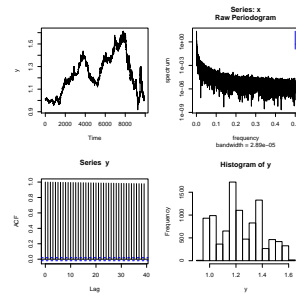 Series: x
Raw Periodogram
y
0.9 1.1 1.3 1.5
0 2000 4000 6000 8000
Time
spectrum
1e-09 1e-06 1e-03 1e+00
0.0 0.1 0.2 0.3 0.4 0.5
frequency
bandwidth = 2.89e-05
Series y
ACF
0.0 0.2 0.4 0.6 0.8 1.0
0 10 20 30 40
Lag
Histogram of y
Frequency
0 500 1500
1.0 1.2 1.4 1.6
y